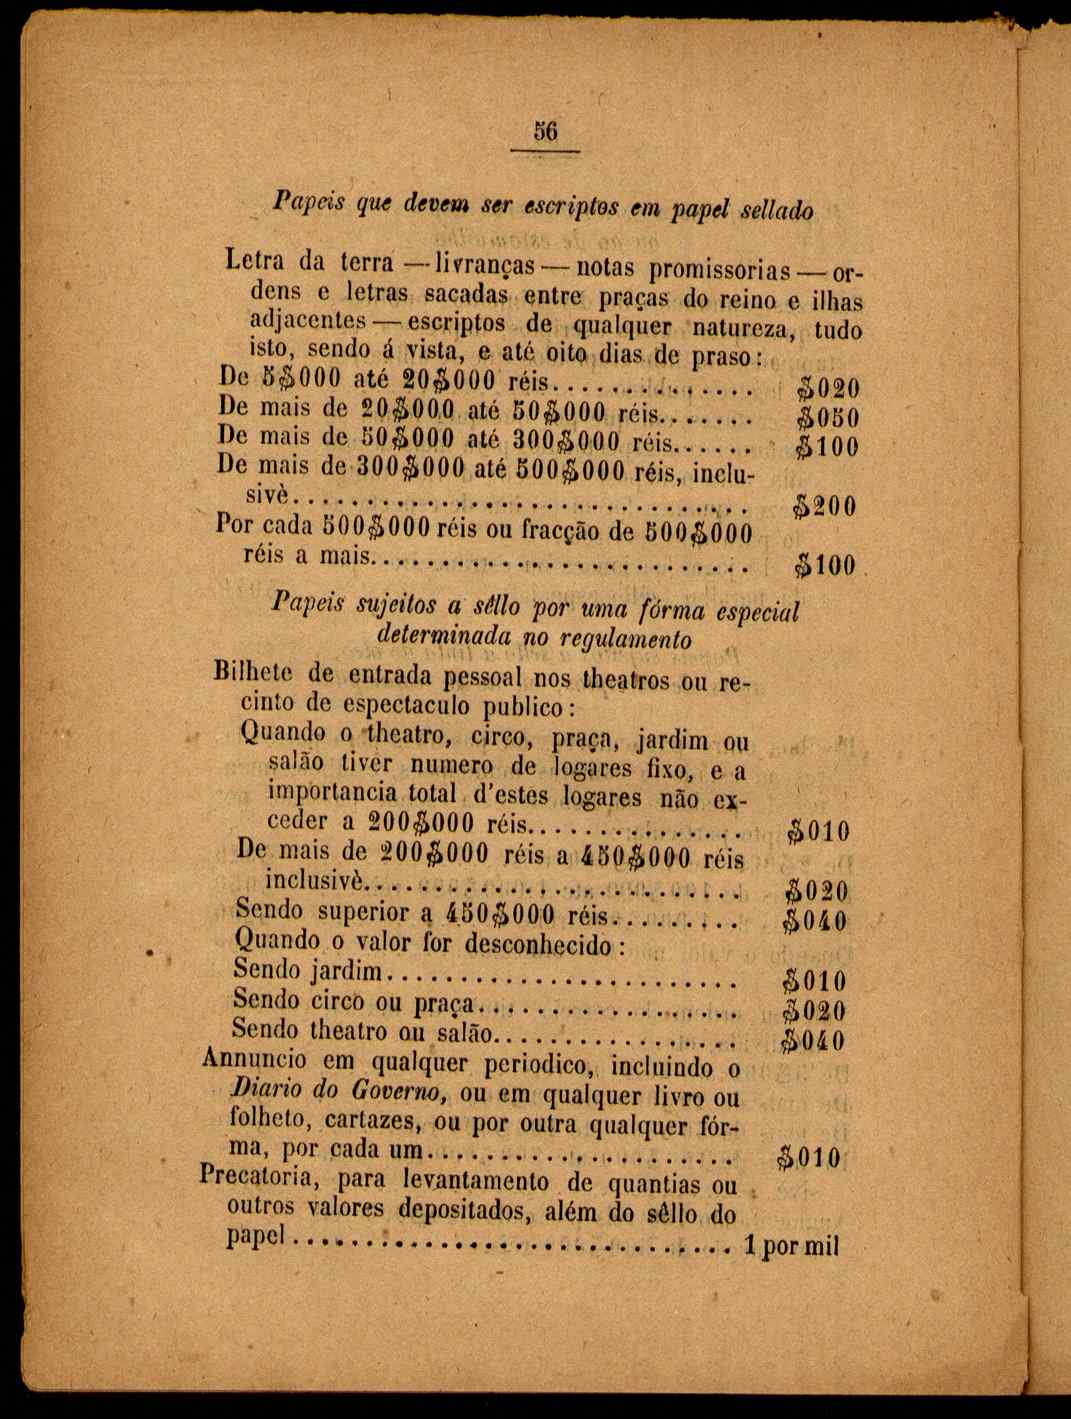 56
Papeis que devem ser escriptos em papel sellado
Letra da terra — livranças — notas promissorias — or-
dens e letras sacadas entre praças do reino e ilhas
adjacentes — escriptos de qualquer natureza, tudo
isto, sendo á vista, e até oito dias de praso:
De 5$000 até 20$000 réis.............. $020
De mais de 20$000 até 50$000 réis....... $050
De mais de 50$000 até 300$000 réis...... $100
De mais de 300$000 até 500$000 réis, inclu-
sivè............................... $200
Por cada 500$000 réis ou fracção de 500$000
réis a mais.......................... $100
Papeis sujeitos a sêllo por uma fórma especial
determinada no regulamento
Bilhete de entrada pessoal nos theatros ou re-
cinto de espectaculo publico:
Quando o theatro, circo, praça, jardim ou
salão tiver numero de logares fixo, e a
importancia total d'estes logares não ex-
ceder a 200$000 réis............... $010
De mais de 200$000 réis a 450$000 réis
inclusivè.......................... $020
Sendo superior a 450$000 réis......... $040
Quando o valor for desconhecido:
Sendo jardim........................ $010
Sendo circo ou praça.................. $020
Sendo theatro ou salão................. $040
Annuncio em qualquer periodico, incluindo o
Diario do Governo, ou em qualquer livro ou
folheto, cartazes, ou por outra qualquer fór-
ma, por cada um..................... $010
Precatoria, para levantamento de quantias ou
outros valores depositados, além do sêllo do
papel.............................. 1 por mil